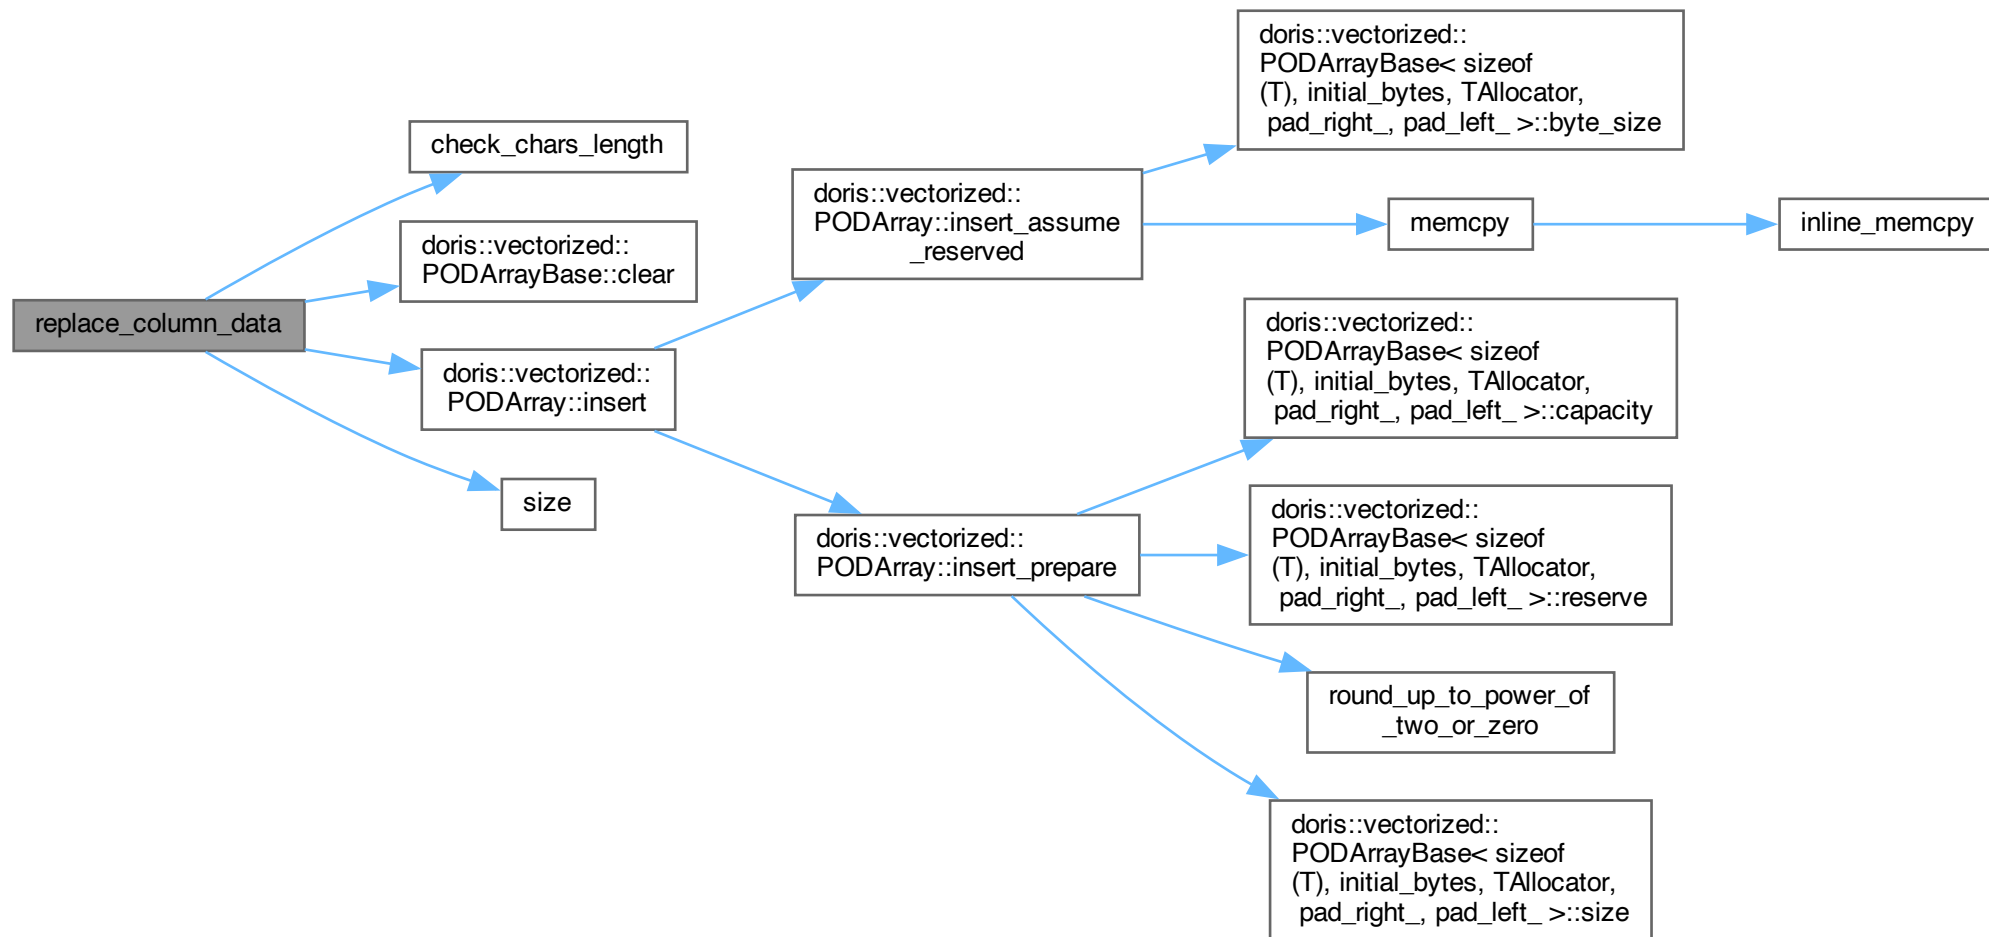 replace_column_data
check_chars_length
doris::vectorized::
PODArrayBase::clear
doris::vectorized::
PODArray::insert
size
doris::vectorized::
PODArray::insert_assume
_reserved
doris::vectorized::
PODArray::insert_prepare
doris::vectorized::
PODArrayBase< sizeof
(T), initial_bytes, TAllocator,
pad_right_, pad_left_ >::byte_size
memcpy
inline_memcpy
doris::vectorized::
PODArrayBase< sizeof
(T), initial_bytes, TAllocator,
pad_right_, pad_left_ >::capacity
doris::vectorized::
PODArrayBase< sizeof
(T), initial_bytes, TAllocator,
pad_right_, pad_left_ >::reserve
round_up_to_power_of
_two_or_zero
doris::vectorized::
PODArrayBase< sizeof
(T), initial_bytes, TAllocator,
pad_right_, pad_left_ >::size